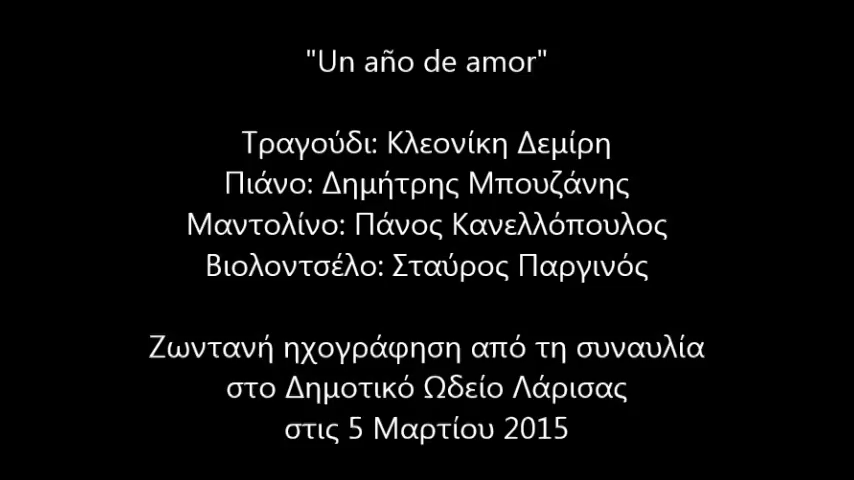 "Un año de amor"
Τραγούδι: Κλεονίκη Δεμίρη
Πιάνο: Δημήτρης Μπουζάνης
Μαντολίνο: Πάνος Κανελλόπουλος
Βιολοντσέλο: Σταύρος Παργινός
Ζωντανή ηχογράφηση από τη συναυλία
στο Δημοτικό Ωδείο Λάρισας
στις 5 Μαρτίου 2015